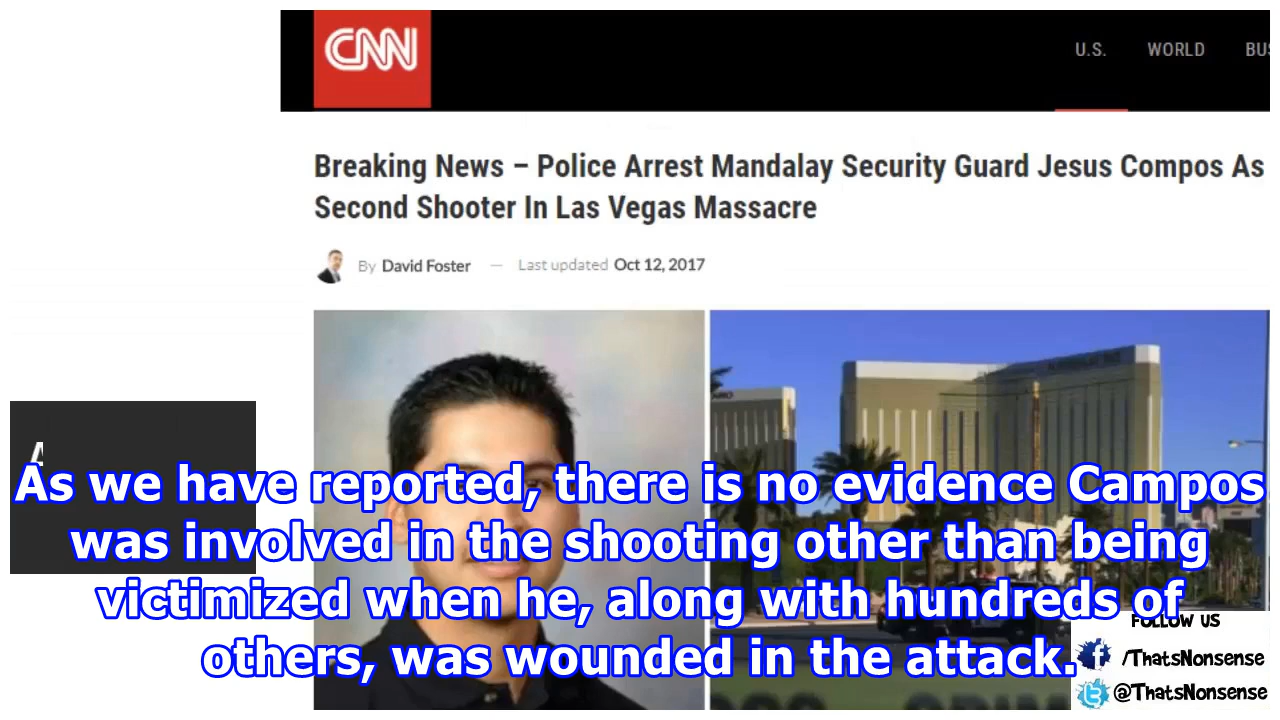 CNN
U.S. WORLD BUS
Breaking News – Police Arrest Mandalay Security Guard Jesus Compos As
Second Shooter In Las Vegas Massacre
By David Foster — Last updated Oct 12, 2017
A
As we have reported, there is no evidence Campos
was involved in the shooting other than being
victimized when he, along with hundreds of
others, was wounded in the attack.
FOLLOW US
/ThatsNonsense
@ThatsNonsense